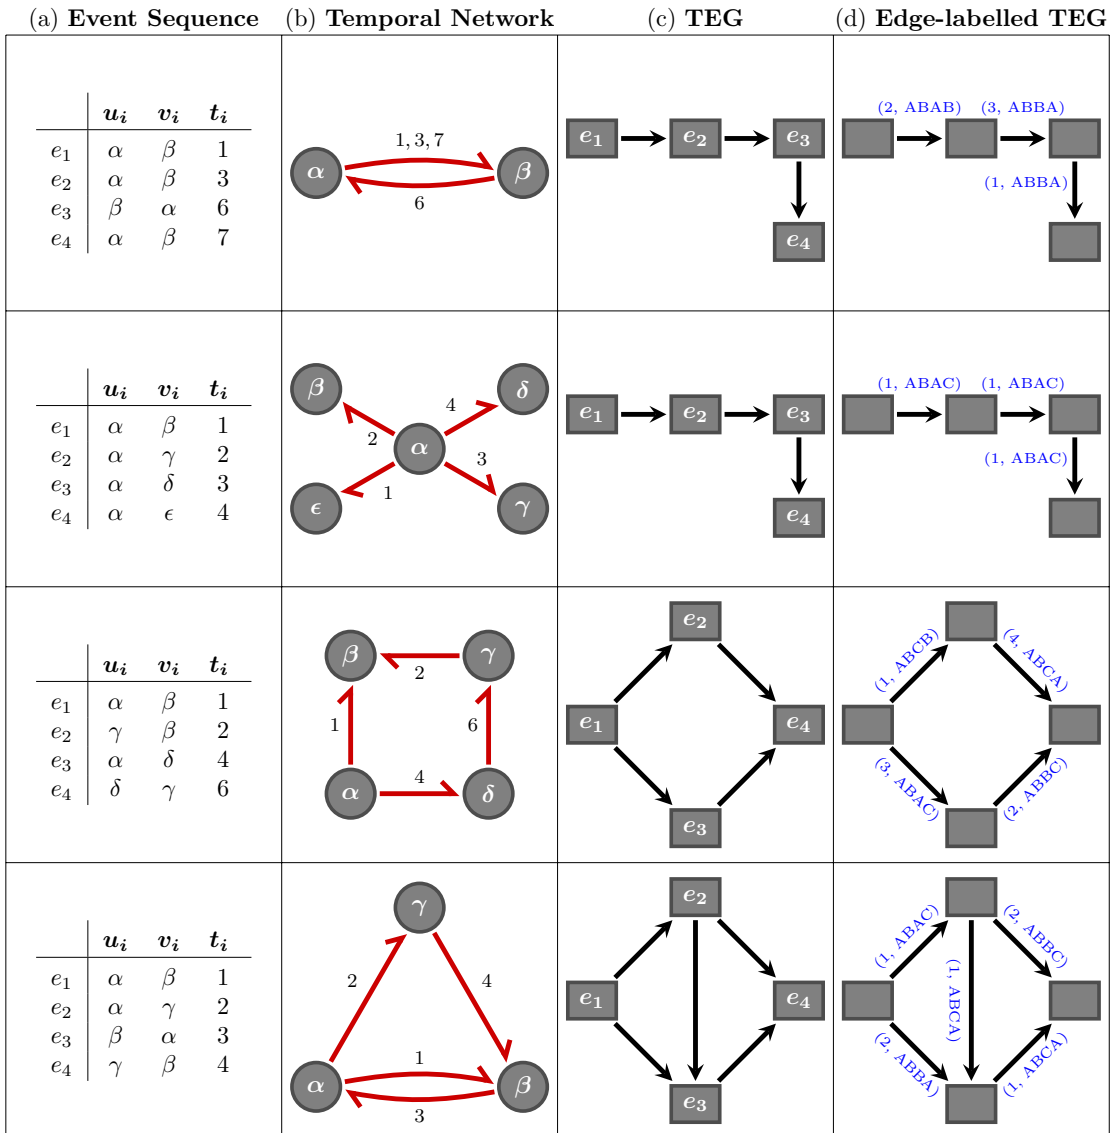 (a) Event Sequence (b) Temporal Network (c) TEG (d) Edge-labelled TEG
u_i v_i t_i
e_1 α β 1
e_2 α β 3
e_3 β α 6
e_4 α β 7
1, 3, 7
α β
6
e_1 e_2 e_3
e_4
(2, ABAB) (3, ABBA)
(1, ABBA)
u_i v_i t_i
e_1 α β 1
e_2 α γ 2
e_3 α δ 3
e_4 α ϵ 4
β δ
4
2 α
3
1
ϵ γ
e_1 e_2 e_3
e_4
(1, ABAC) (1, ABAC)
(1, ABAC)
u_i v_i t_i
e_1 α β 1
e_2 γ β 2
e_3 α δ 4
e_4 δ γ 6
β γ
2
1 6
4
α δ
e_2
e_1 e_4
e_3
(1, ABCB) (4, ABCA)
(3, ABAC) (2, ABBC)
u_i v_i t_i
e_1 α β 1
e_2 α γ 2
e_3 β α 3
e_4 γ β 4
γ
2 4
1
α β
3
e_2
e_1 e_4
e_3
(1, ABAC) (2, ABBC)
(1, ABCA)
(2, ABBA) (1, ABCA)